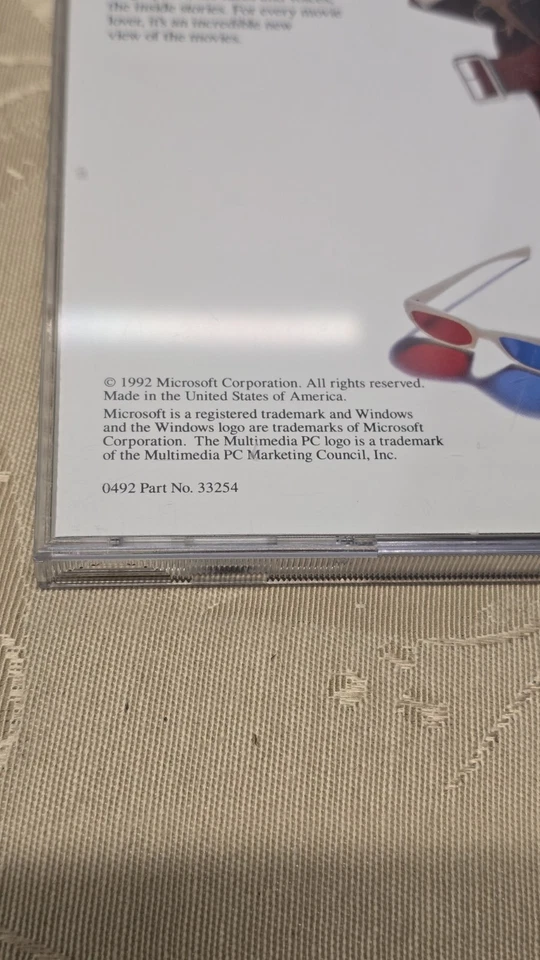 the inside stories. For every movie
lover, it's an incredible new
view of the movies.
© 1992 Microsoft Corporation. All rights reserved.
Made in the United States of America.
Microsoft is a registered trademark and Windows
and the Windows logo are trademarks of Microsoft
Corporation. The Multimedia PC logo is a trademark
of the Multimedia PC Marketing Council, Inc.
0492 Part No. 33254